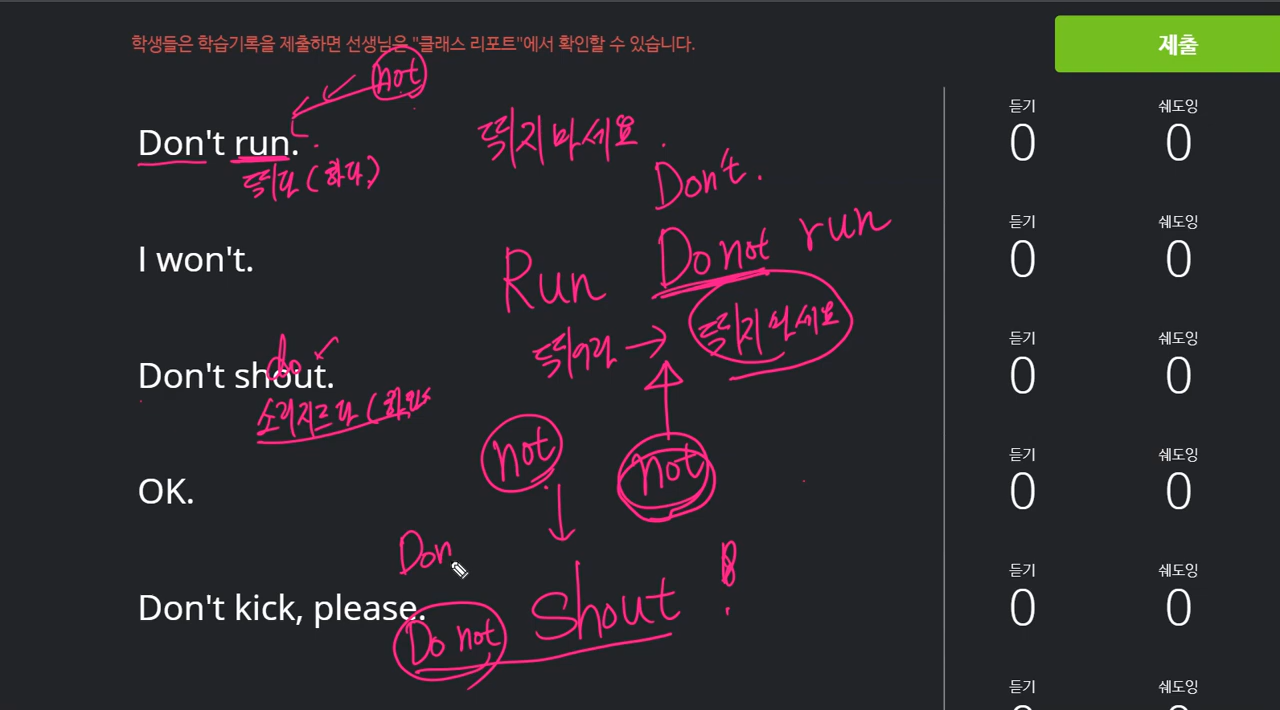 학생들은 학습기록을 제출하면 선생님은 "클래스 리포트"에서 확인할 수 있습니다.
제출
not
듣기 쉐도잉
Don't run. 뛰지 마세요. 0 0
뛰다 (하다)
Don't.
Do not run
듣기 쉐도잉
I won't. Run 0 0
뛰어라 → 뛰지 마세요
do
듣기 쉐도잉
Don't shout. 0 0
소리지르다 (하다
not not
듣기 쉐도잉
OK. 0 0
Don
듣기 쉐도잉
Don't kick, please. Shout ! 0 0
Do not
듣기 쉐도잉